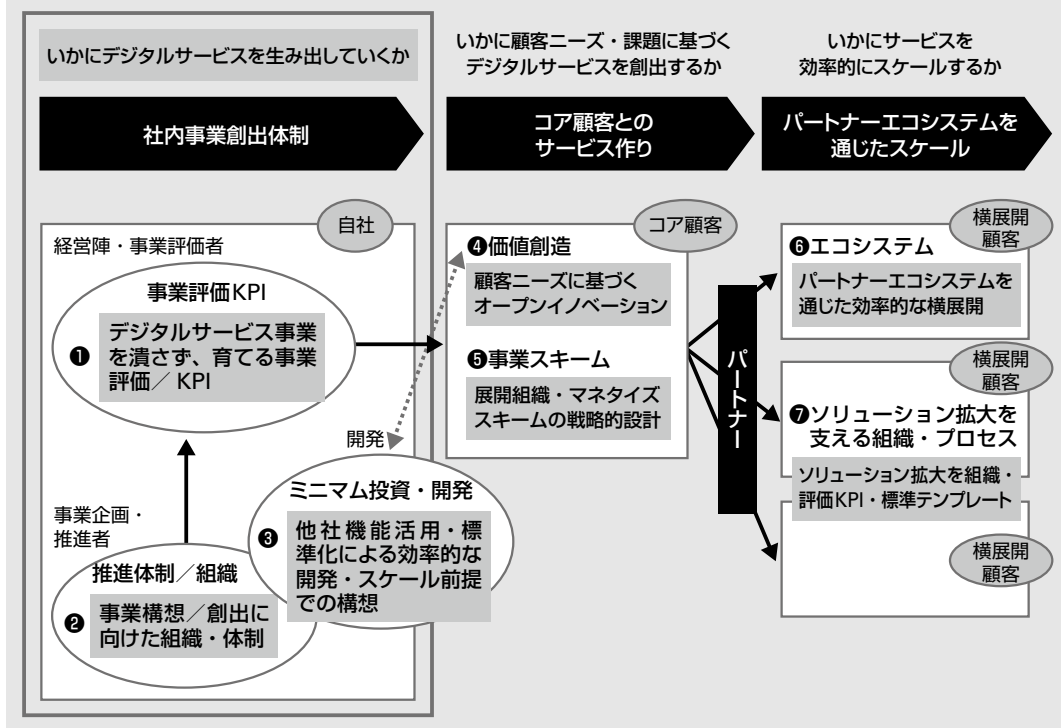 いかにデジタルサービスを生み出していくか
社内事業創出体制
自社
経営陣・事業評価者
事業評価KPI
❶
デジタルサービス事業
を潰さず、育てる事業
評価／KPI
事業企画・
推進者
推進体制／組織
❷
事業構想／創出に
向けた組織・体制
開発
ミニマム投資・開発
❸
他社機能活用・標
準化による効率的な
開発・スケール前提
での構想
いかに顧客ニーズ・課題に基づく
デジタルサービスを創出するか
コア顧客との
サービス作り
コア顧客
❹価値創造
顧客ニーズに基づく
オープンイノベーション
❺事業スキーム
展開組織・マネタイズ
スキームの戦略的設計
パートナー
いかにサービスを
効率的にスケールするか
パートナーエコシステムを
通じたスケール
横展開
顧客
❻エコシステム
パートナーエコシステムを
通じた効率的な横展開
横展開
顧客
❼ソリューション拡大を
支える組織・プロセス
ソリューション拡大を組織・
評価KPI・標準テンプレート
横展開
顧客